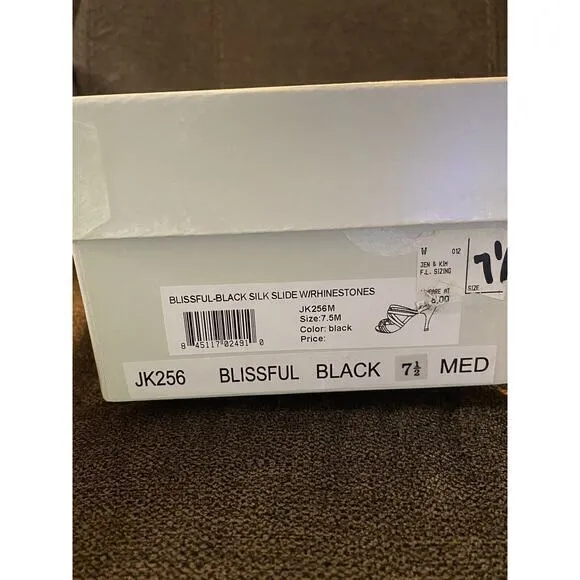 W 012
JEN & KIM
F.L. SIZING
SIZE
BLISSFUL-BLACK SILK SLIDE W/RHINESTONES
JK256M
Size:7.5M
Color: black
Price:
8 45117 02491 0
JK256 BLISSFUL BLACK 7½ MED